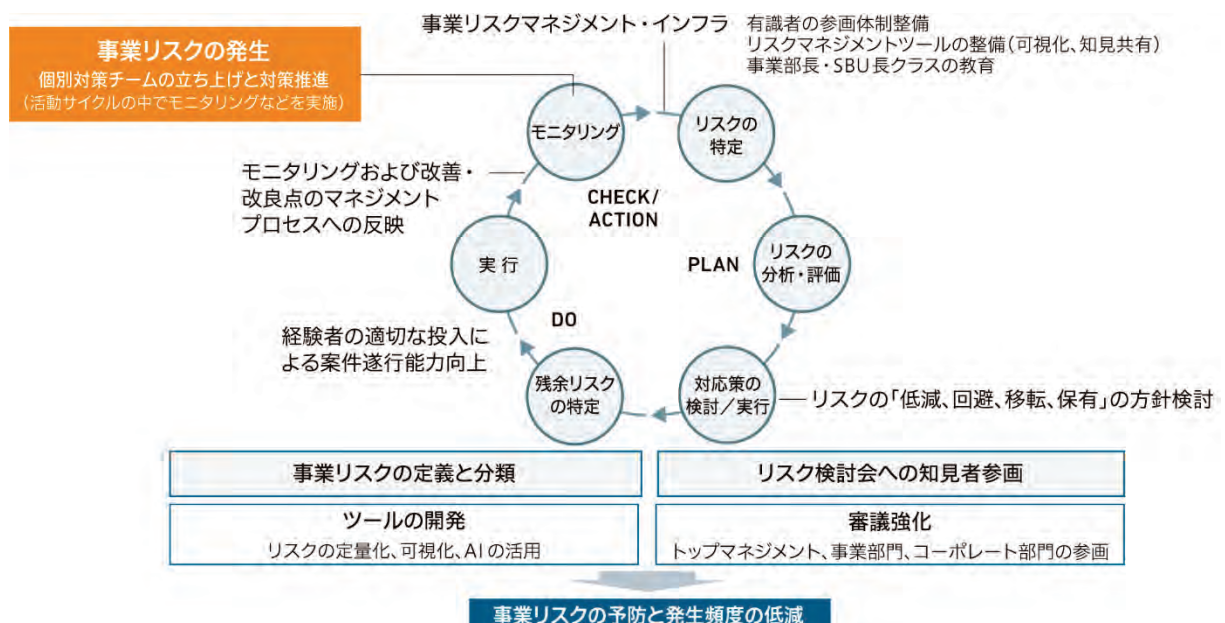 事業リスクの発生
個別対策チームの立ち上げと対策推進
（活動サイクルの中でモニタリングなどを実施）
事業リスクマネジメント・インフラ
有識者の参画体制整備
リスクマネジメントツールの整備（可視化、知見共有）
事業部長・SBU長クラスの教育
モニタリング
リスクの
特定
モニタリングおよび改善・
改良点のマネジメント
プロセスへの反映
CHECK/
ACTION
実 行
PLAN
リスクの
分析・評価
DO
経験者の適切な投入に
よる案件遂行能力向上
残余リスク
の特定
対応策の
検討／実行
リスクの「低減、回避、移転、保有」の方針検討
事業リスクの定義と分類
リスク検討会への知見者参画
ツールの開発
リスクの定量化、可視化、AIの活用
審議強化
トップマネジメント、事業部門、コーポレート部門の参画
事業リスクの予防と発生頻度の低減